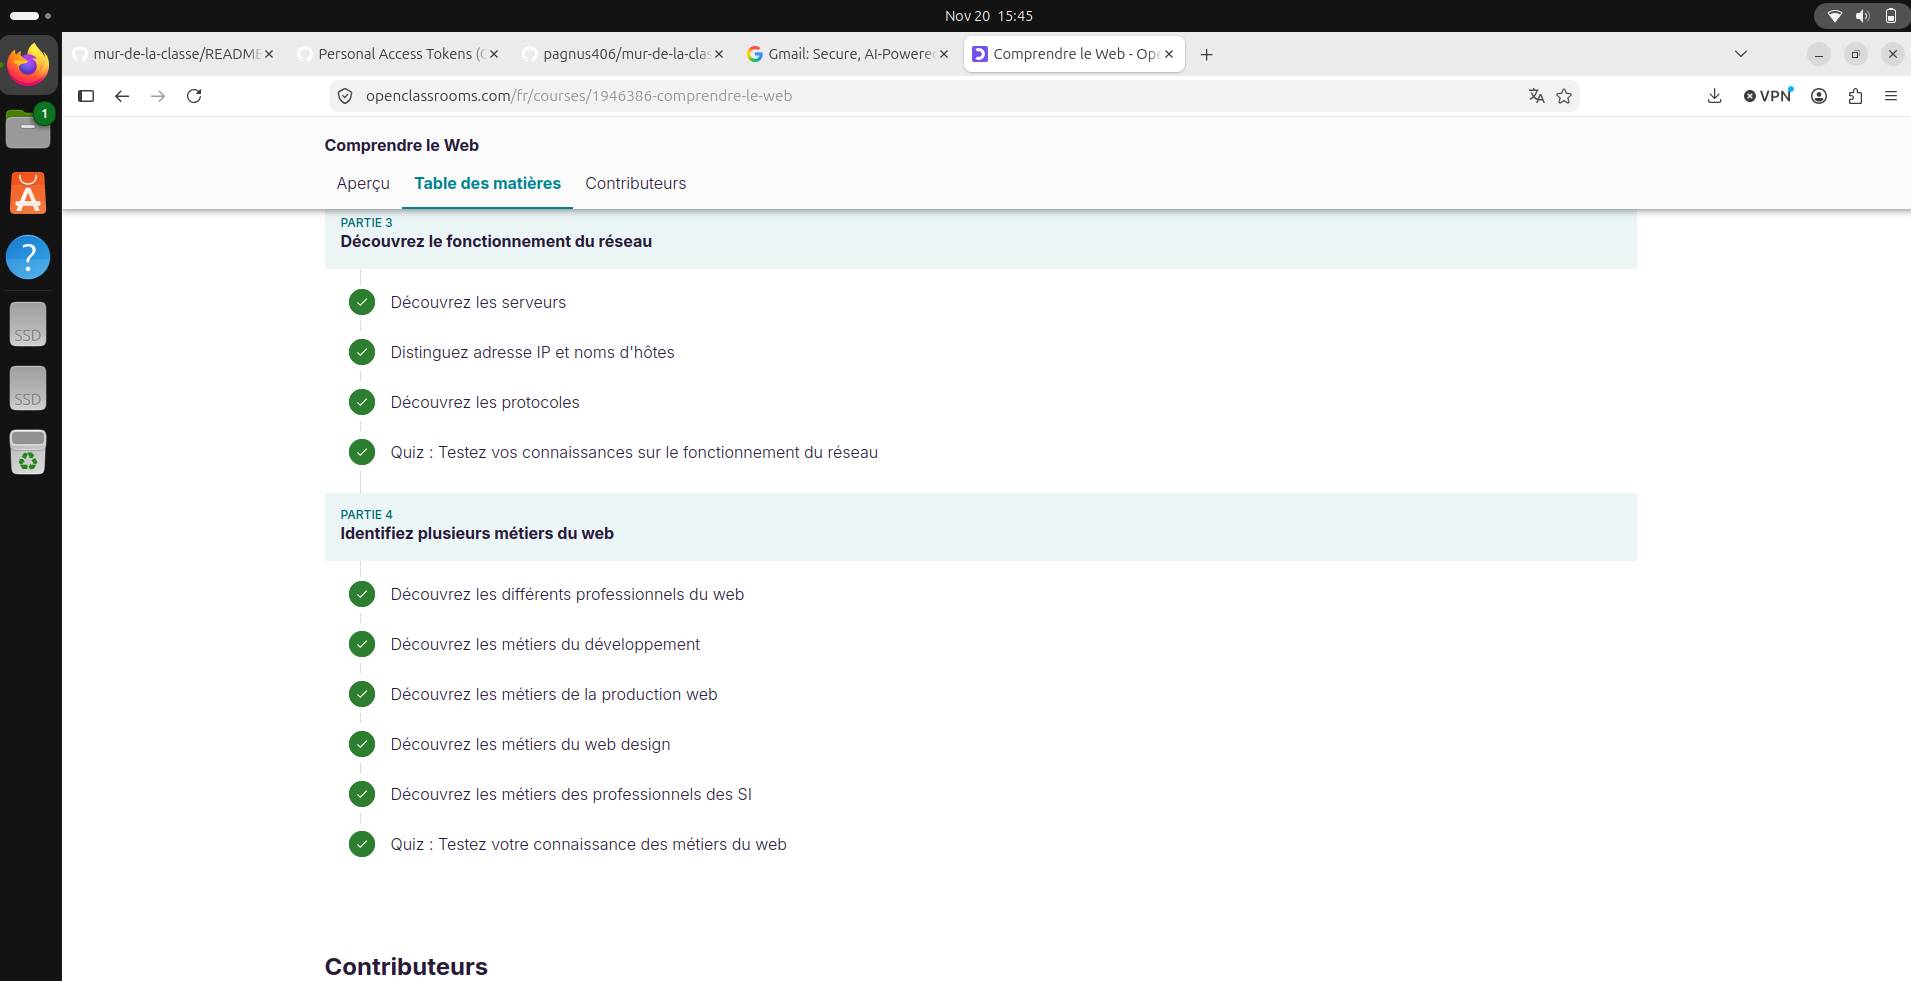 Nov 20 15:45
mur-de-la-classe/README
Personal Access Tokens (
pagnus406/mur-de-la-clas
Gmail: Secure, AI-Powere
Comprendre le Web - Ope
openclassrooms.com/fr/courses/1946386-comprendre-le-web
VPN
1
SSD
SSD
Comprendre le Web
Aperçu
Table des matières
Contributeurs
PARTIE 3
Découvrez le fonctionnement du réseau
Découvrez les serveurs
Distinguez adresse IP et noms d'hôtes
Découvrez les protocoles
Quiz : Testez vos connaissances sur le fonctionnement du réseau
PARTIE 4
Identifiez plusieurs métiers du web
Découvrez les différents professionnels du web
Découvrez les métiers du développement
Découvrez les métiers de la production web
Découvrez les métiers du web design
Découvrez les métiers des professionnels des SI
Quiz : Testez votre connaissance des métiers du web
Contributeurs